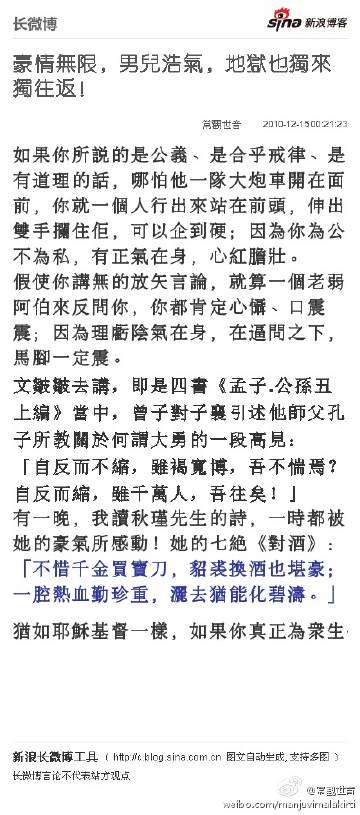 长微博
sina 新浪博客
豪情無限，男兒浩氣，地獄也獨來
獨往返!
常觀世音 2010-12-15 00:21:23
如果你所説的是公義、是合乎戒律、是
有道理的話，哪怕他一隊大炮車開在面
前，你就一個人行出來站在前頭，伸出
雙手攔住佢，可以企到硬；因為你為公
不為私，有正氣在身，心紅膽壯。
假使你講無的放矢言論，就算一個老弱
阿伯來反問你，你都肯定心慲、口震
震；因為理虧陰氣在身，在逼問之下，
馬腳一定震。
文皺皺去講，即是四書《孟子.公孫丑
上編》當中，曾子對子襄引述他師父孔
子所教關於何謂大勇的一段高見：
「自反而不縮，雖褐寬博，吾不惴焉？
自反而縮，雖千萬人，吾往矣！」
有一晚，我讀秋瑾先生的詩，一時都被
她的豪氣所感動！她的七絶《對酒》：
「不惜千金買寶刀，貂裘換酒也堪豪；
一腔熱血勤珍重，灑去猶能化碧濤。」
猶如耶穌基督一樣，如果你真正為衆生
新浪长微博工具 ( http://c.blog.sina.com.cn 图文自动生成,支持多图 )
长微博言论不代表站方观点
@常觀世音
weibo.com/manjuvimalakirti